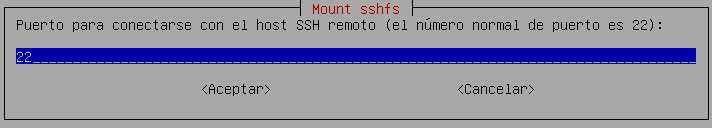 Mount sshfs
Puerto para conectarse con el host SSH remoto (el número normal de puerto es 22):
22
<Aceptar> <Cancelar>